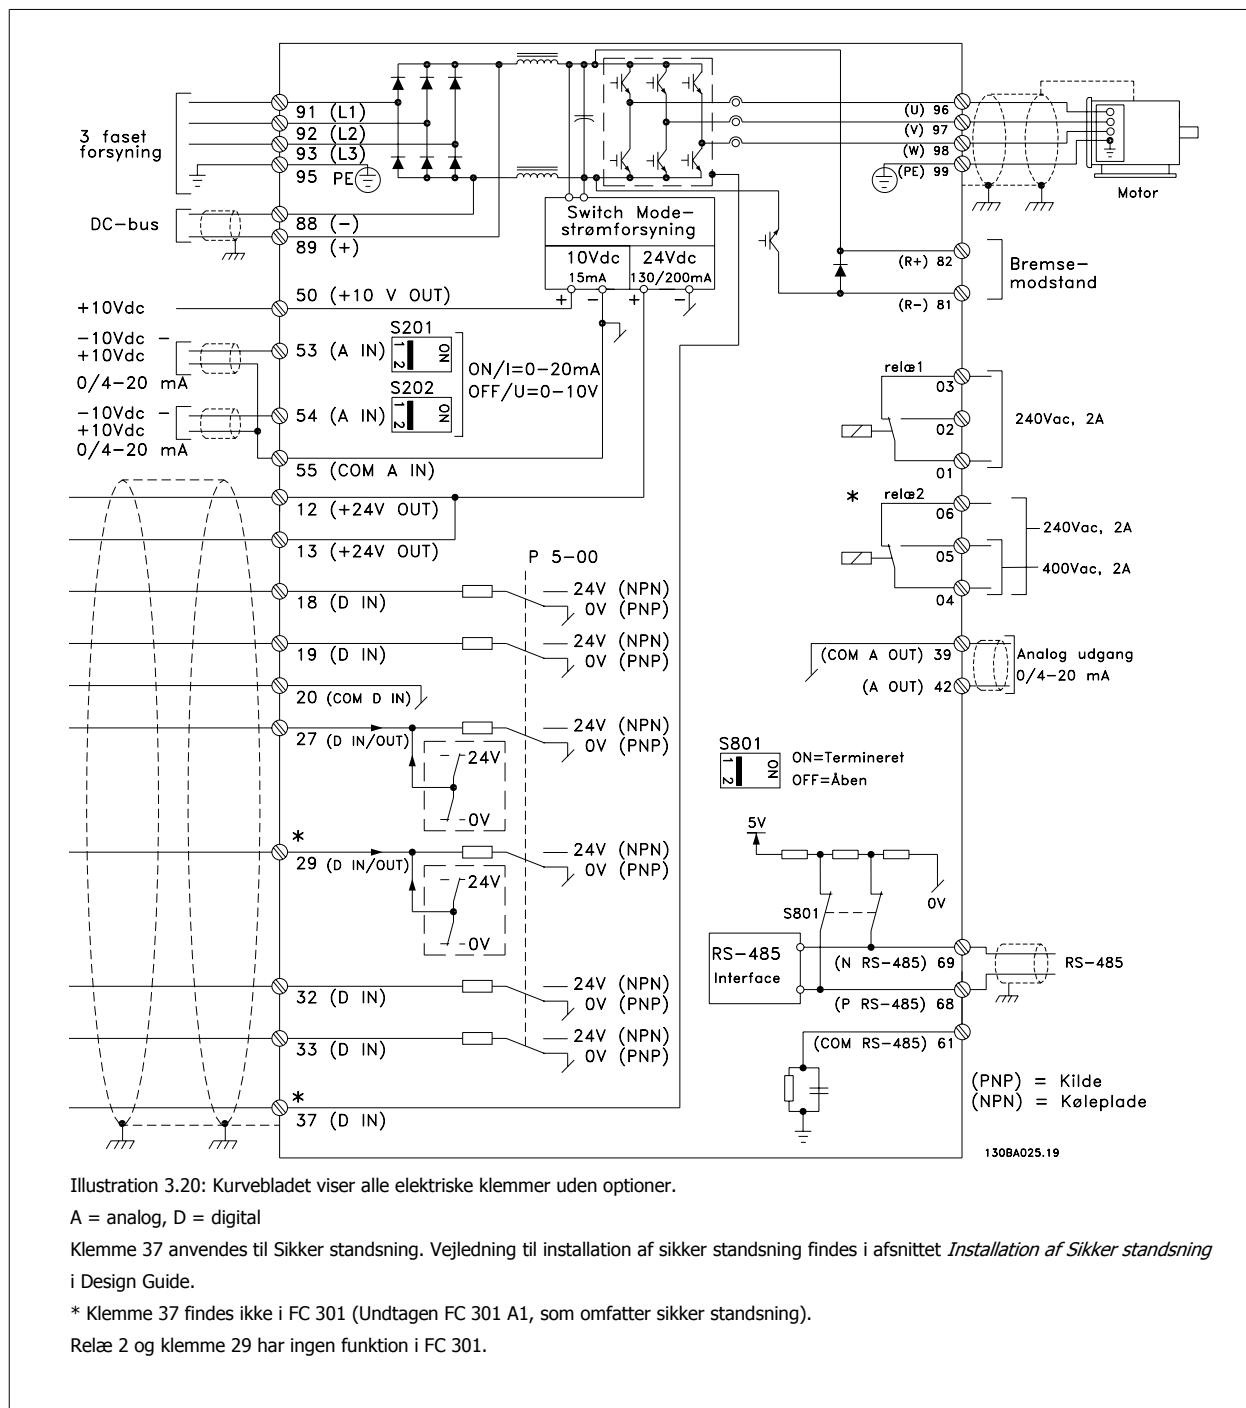 3 faset
forsyning
91 (L1)
92 (L2)
93 (L3)
95 PE
DC-bus
88 (-)
89 (+)
Switch Mode-
strømforsyning
10Vdc
15mA
24Vdc
130/200mA
+ - + -
(U) 96
(V) 97
(W) 98
(PE) 99
Motor
(R+) 82
(R-) 81
Bremse-
modstand
+10Vdc
50 (+10 V OUT)
-10Vdc -
+10Vdc
0/4-20 mA
53 (A IN)
S201
1 2
ON
-10Vdc -
+10Vdc
0/4-20 mA
54 (A IN)
S202
1 2
ON
ON/I=0-20mA
OFF/U=0-10V
55 (COM A IN)
12 (+24V OUT)
13 (+24V OUT)
relæ1
03
02
01
240Vac, 2A
* relæ2
06
05
04
240Vac, 2A
400Vac, 2A
P 5-00
18 (D IN)
24V (NPN)
0V (PNP)
19 (D IN)
24V (NPN)
0V (PNP)
20 (COM D IN)
27 (D IN/OUT)
24V (NPN)
0V (PNP)
24V
0V
*
29 (D IN/OUT)
24V (NPN)
0V (PNP)
24V
0V
32 (D IN)
24V (NPN)
0V (PNP)
33 (D IN)
24V (NPN)
0V (PNP)
*
37 (D IN)
(COM A OUT) 39
(A OUT) 42
Analog udgang
0/4-20 mA
S801
1 2
ON
ON=Termineret
OFF=Åben
5V
0V
S801
RS-485
Interface
(N RS-485) 69
(P RS-485) 68
(COM RS-485) 61
RS-485
(PNP) = Kilde
(NPN) = Køleplade
130BA025.19
Illustration 3.20: Kurvebladet viser alle elektriske klemmer uden optioner.
A = analog, D = digital
Klemme 37 anvendes til Sikker standsning. Vejledning til installation af sikker standsning findes i afsnittet Installation af Sikker standsning
i Design Guide.
* Klemme 37 findes ikke i FC 301 (Undtagen FC 301 A1, som omfatter sikker standsning).
Relæ 2 og klemme 29 har ingen funktion i FC 301.